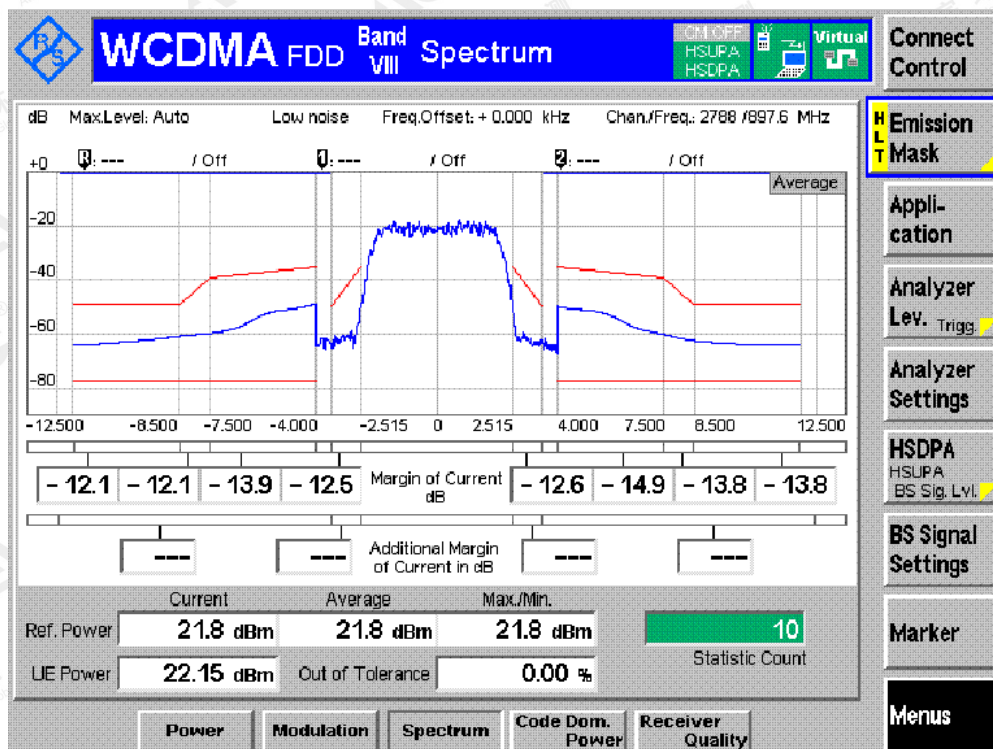 R S
WCDMA FDD Band VIII Spectrum
CM:OFF
HSUPA
HSDPA
Virtual
Connect
Control
dB Max.Level: Auto Low noise Freq.Offset: + 0.000 kHz Chan./Freq.: 2788 /897.6 MHz
R: --- / Off 1: --- / Off 2: --- / Off
+0
Average
-20
-40
-60
-80
-12.500 -8.500 -7.500 -4.000 -2.515 0 2.515 4.000 7.500 8.500 12.500
- 12.1 - 12.1 - 13.9 - 12.5 Margin of Current dB - 12.6 - 14.9 - 13.8 - 13.8
--- --- Additional Margin of Current in dB --- ---
Current Average Max./Min.
Ref. Power 21.8 dBm 21.8 dBm 21.8 dBm 10
Statistic Count
UE Power 22.15 dBm Out of Tolerance 0.00 %
Power Modulation Spectrum Code Dom. Power Receiver Quality
HLT
Emission
Mask
Appli-
cation
Analyzer
Lev. Trigg.
Analyzer
Settings
HSDPA
HSUPA
BS Sig. Lvl.
BS Signal
Settings
Marker
Menus